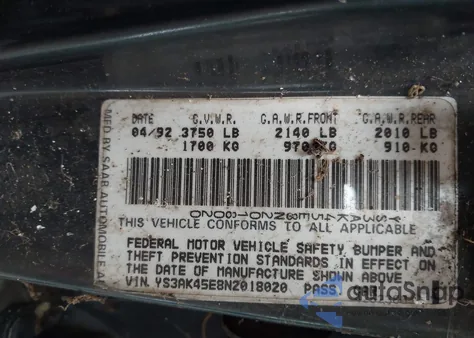 MFD BY SAAB AUTOMOBILE A
DATE G.V.W.R. G.A.W.R.FRONT G.A.W.R.REAR
04/92 3750 LB 2140 LB 2010 LB
1700 KG 970 KG 910 KG
YS3AK45E8N2018020
THIS VEHICLE CONFORMS TO ALL APPLICABLE
FEDERAL MOTOR VEHICLE SAFETY BUMPER AND
THEFT PREVENTION STANDARDS IN EFFECT ON
THE DATE OF MANUFACTURE SHOWN ABOVE
VIN. YS3AK45E8N2018020 PASS.
autoSnap